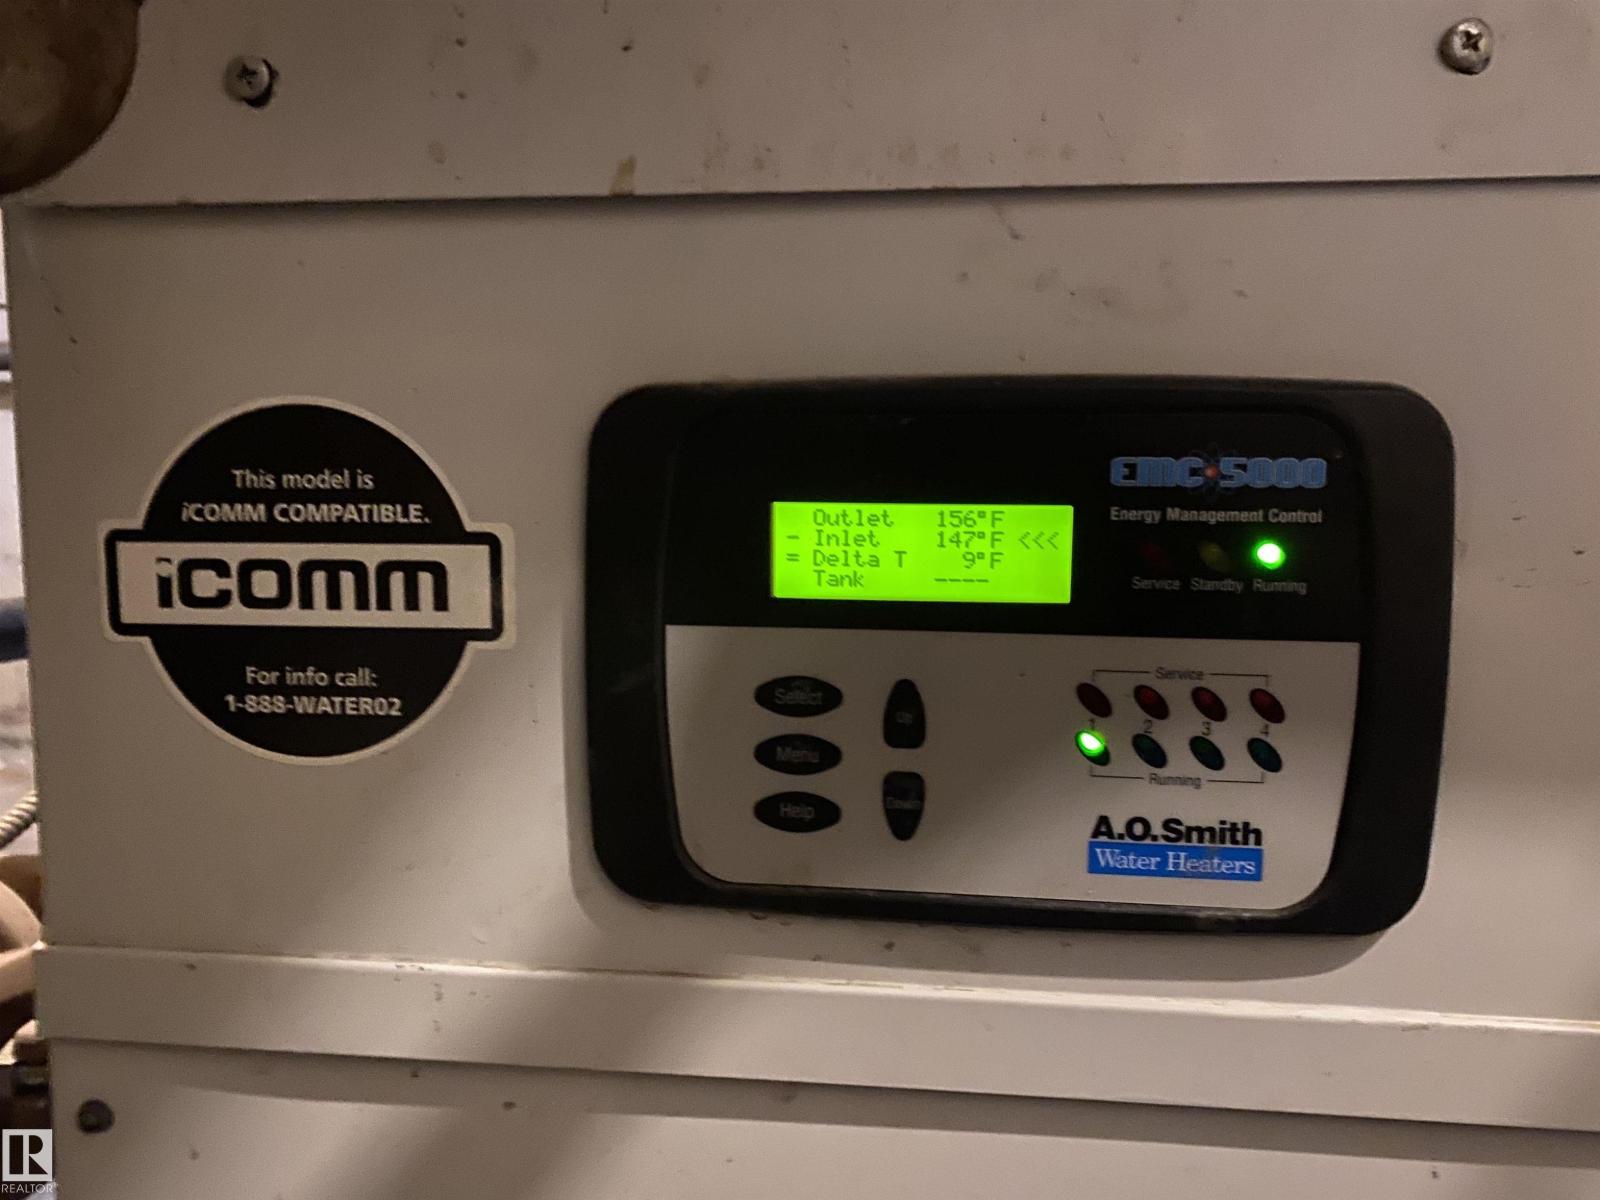 This model is
iCOMM COMPATIBLE.
iCOMM
For info call:
1-888-WATER02
EMC 5000
Energy Management Control
Service Standby Running
Outlet 156°F
- Inlet 147°F <<<
= Delta T 9°F
Tank ----
Select
Menu
Help
Up
Down
Service
1 2 3 4
Running
A.O.Smith
Water Heaters
R
REALTOR®